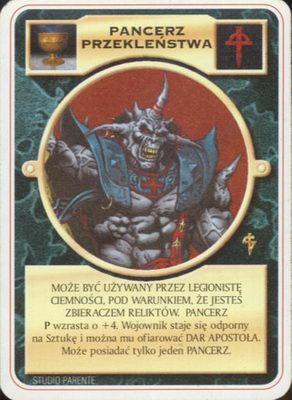 PANCERZ
PRZEKLEŃSTWA
MOŻE BYĆ UŻYWANY PRZEZ LEGIONISTĘ
CIEMNOŚCI, POD WARUNKIEM, ŻE JESTEŚ
ZBIERACZEM RELIKTÓW. PANCERZ
P wzrasta o +4. Wojownik staje się odporny
na Sztukę i można mu ofiarować DAR APOSTOŁA.
Może posiadać tylko jeden PANCERZ.
STUDIO PARENTE